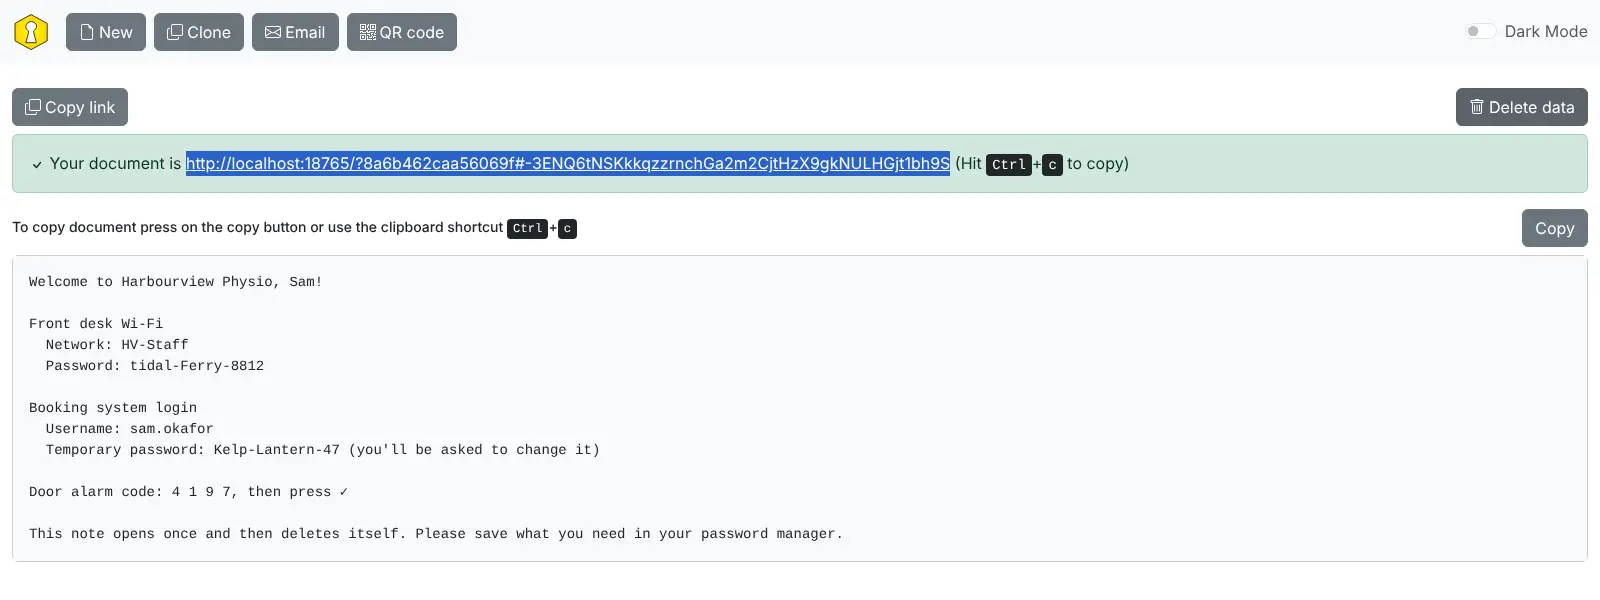 New Clone Email QR code Dark Mode
Copy link Delete data
✓ Your document is http://localhost:18765/?8a6b462caa56069f#-3ENQ6tNSKkkqzzrnchGa2m2CjtHzX9gkNULHGjt1bh9S (Hit Ctrl+c to copy)
To copy document press on the copy button or use the clipboard shortcut Ctrl+c Copy
Welcome to Harbourview Physio, Sam!
Front desk Wi-Fi
Network: HV-Staff
Password: tidal-Ferry-8812
Booking system login
Username: sam.okafor
Temporary password: Kelp-Lantern-47 (you'll be asked to change it)
Door alarm code: 4 1 9 7, then press ✓
This note opens once and then deletes itself. Please save what you need in your password manager.